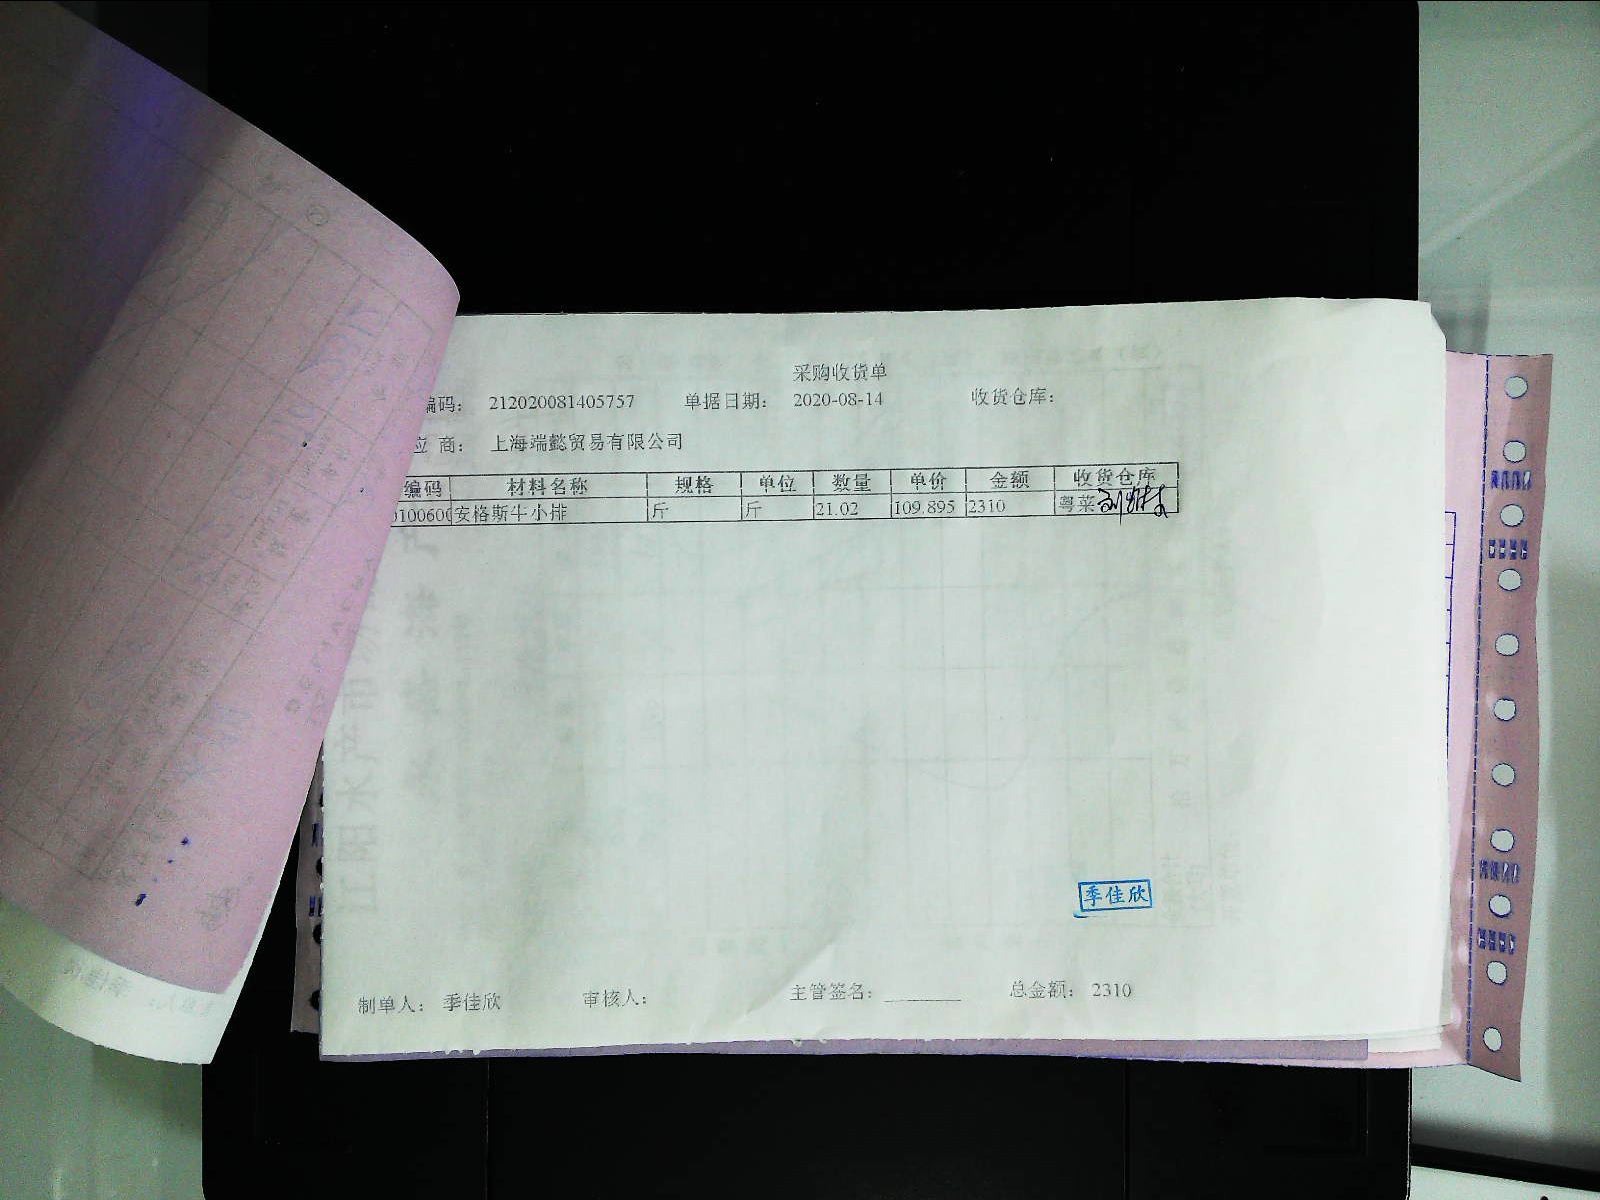 采购收货单
编码： 212020081405757 单据日期： 2020-08-14 收货仓库：
应 商： 上海端懿贸易有限公司
编码 材料名称 规格 单位 数量 单价 金额 收货仓库
0100600 安格斯牛小排 斤 斤 21.02 109.895 2310 粤菜
季佳欣
制单人： 季佳欣 审核人： 主管签名： 总金额： 2310